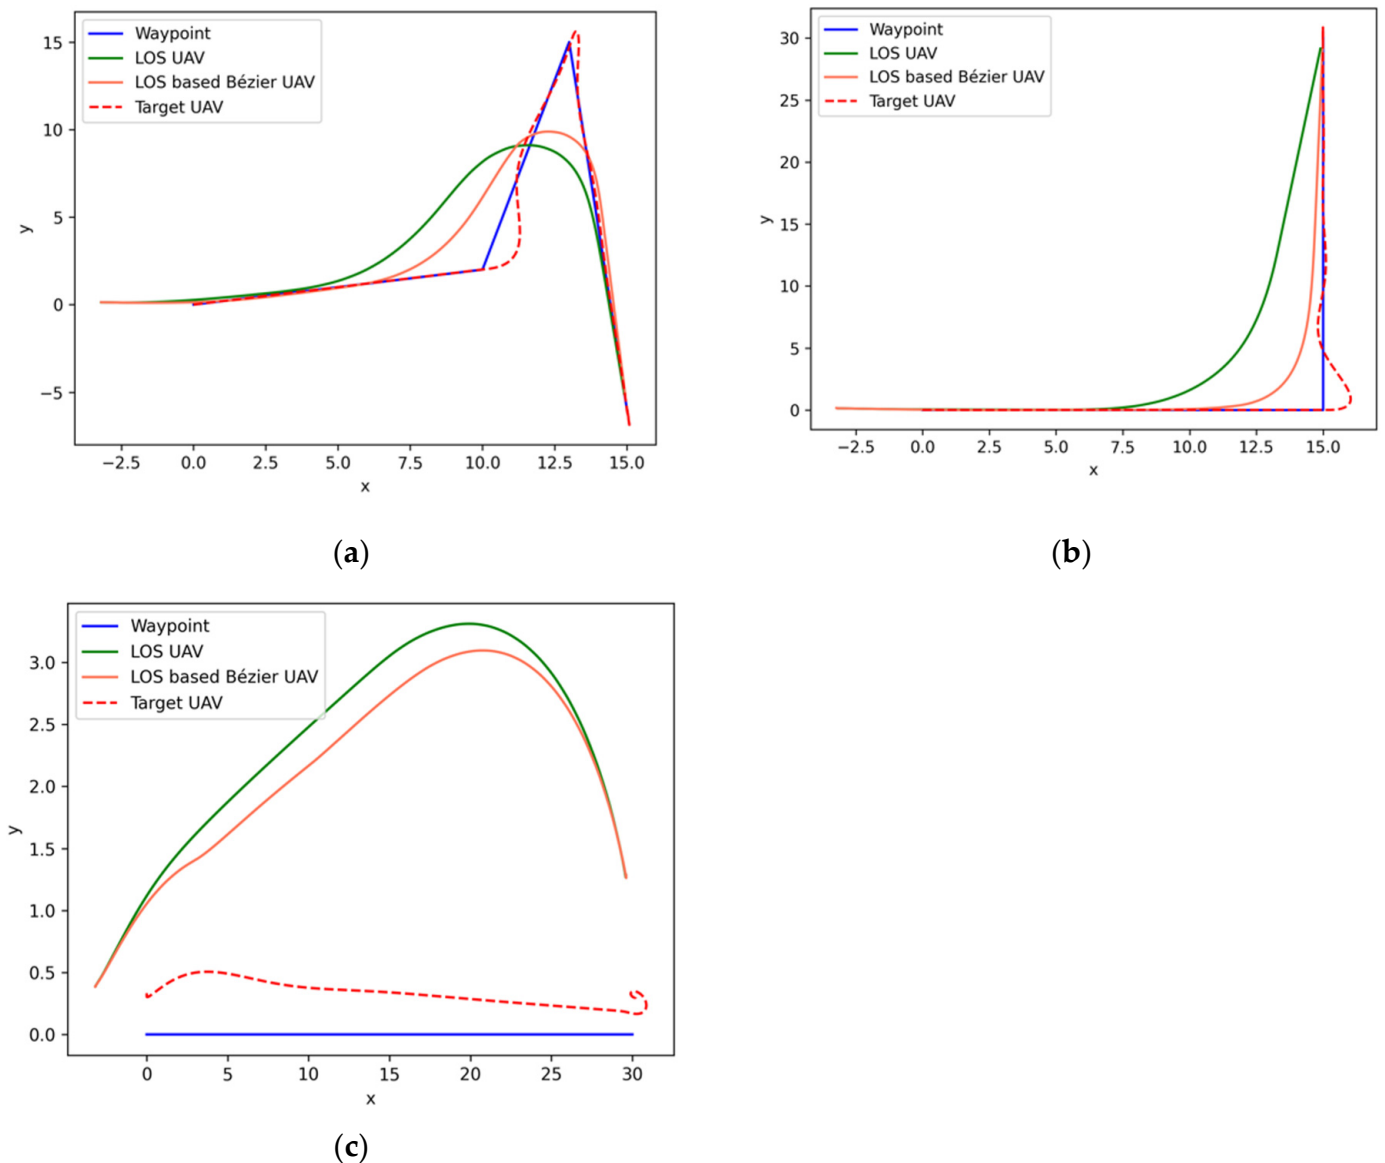 Waypoint
LOS UAV
LOS based Bézier UAV
Target UAV
15
10
5
0
−5
y
−2.5 0.0 2.5 5.0 7.5 10.0 12.5 15.0
x
(a)
Waypoint
LOS UAV
LOS based Bézier UAV
Target UAV
30
25
20
15
10
5
0
y
−2.5 0.0 2.5 5.0 7.5 10.0 12.5 15.0
x
(b)
Waypoint
LOS UAV
LOS based Bézier UAV
Target UAV
3.0
2.5
2.0
1.5
1.0
0.5
0.0
y
0 5 10 15 20 25 30
x
(c)